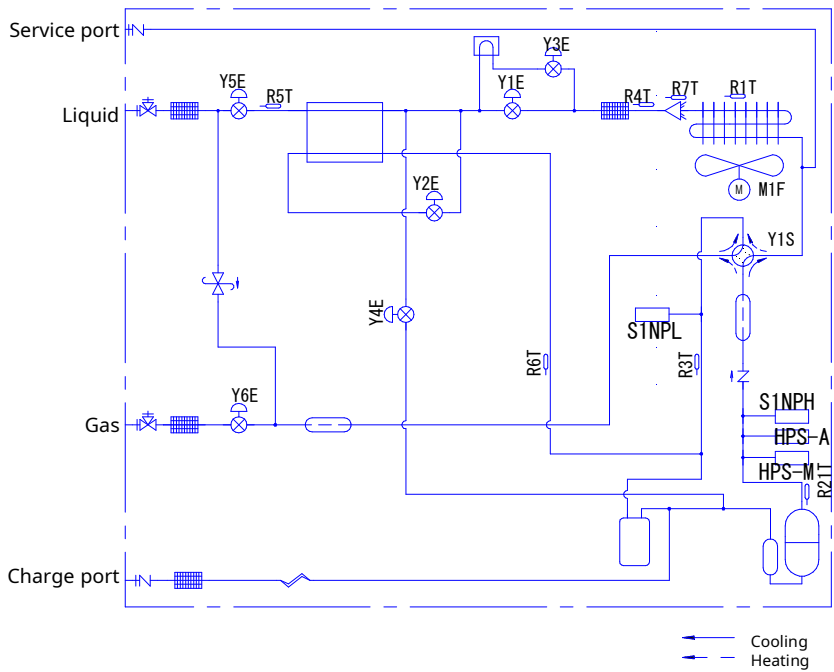 Service port
Y3E
Y5E
Y1E
R7T
R1T
R5T
R4T
Liquid
Y2E
M
M1F
Y1S
Y4E
S1NPL
R6T
R3T
Y6E
S1NPH
Gas
HPS-A
HPS-M
R21T
Charge port
Cooling
Heating